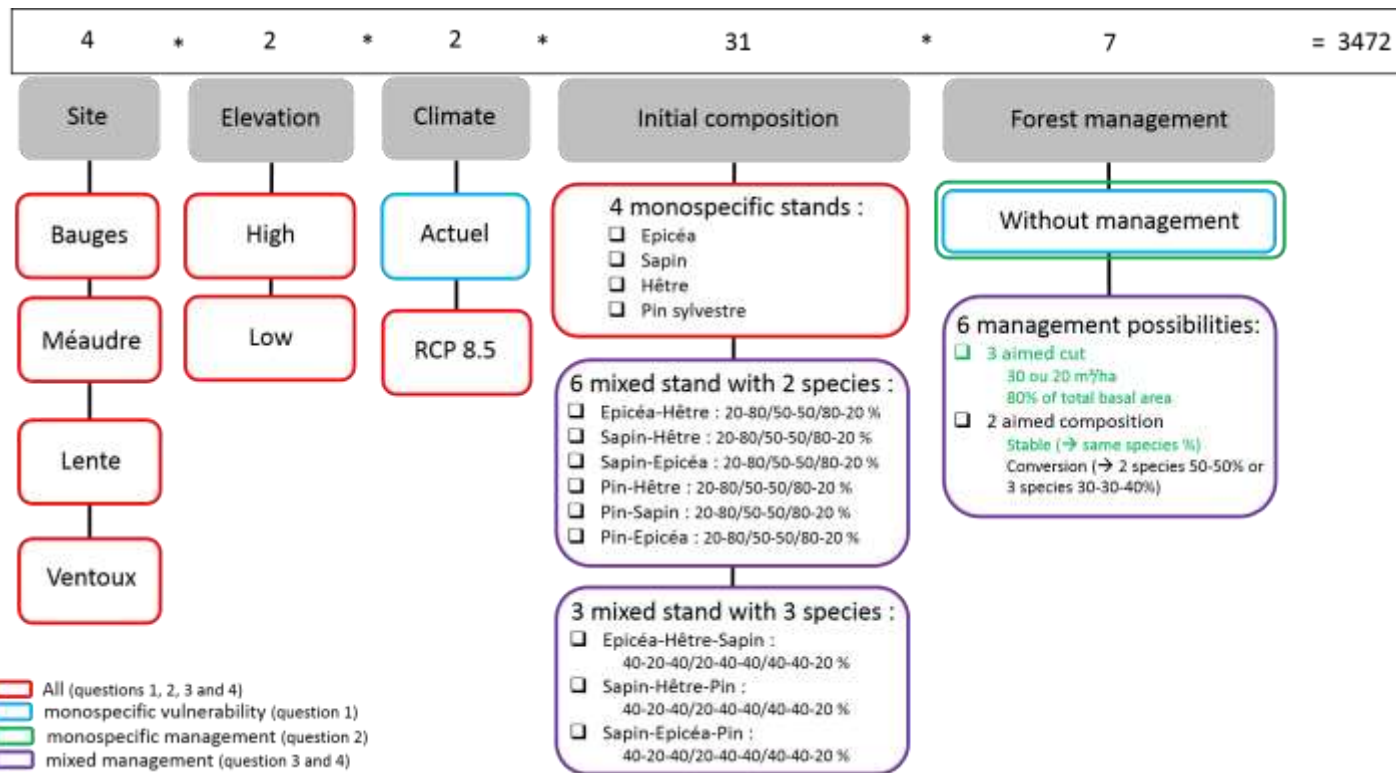 4 * 2 * 2 * 31 * 7 = 3472
Site
Bauges
Méaudre
Lente
Ventoux
Elevation
High
Low
Climate
Actuel
RCP 8.5
Initial composition
4 monospecific stands :
❑ Epicéa
❑ Sapin
❑ Hêtre
❑ Pin sylvestre
6 mixed stand with 2 species :
❑ Epicéa-Hêtre : 20-80/50-50/80-20 %
❑ Sapin-Hêtre : 20-80/50-50/80-20 %
❑ Sapin-Epicéa : 20-80/50-50/80-20 %
❑ Pin-Hêtre : 20-80/50-50/80-20 %
❑ Pin-Sapin : 20-80/50-50/80-20 %
❑ Pin-Epicéa : 20-80/50-50/80-20 %
3 mixed stand with 3 species :
❑ Epicéa-Hêtre-Sapin :
40-20-40/20-40-40/40-40-20 %
❑ Sapin-Hêtre-Pin :
40-20-40/20-40-40/40-40-20 %
❑ Sapin-Epicéa-Pin :
40-20-40/20-40-40/40-40-20 %
Forest management
Without management
6 management possibilities:
❑ 3 aimed cut
30 ou 20 m²/ha
80% of total basal area
❑ 2 aimed composition
Stable (→ same species %)
Conversion (→ 2 species 50-50% or
3 species 30-30-40%)
All (questions 1, 2, 3 and 4)
monospecific vulnerability (question 1)
monospecific management (question 2)
mixed management (question 3 and 4)